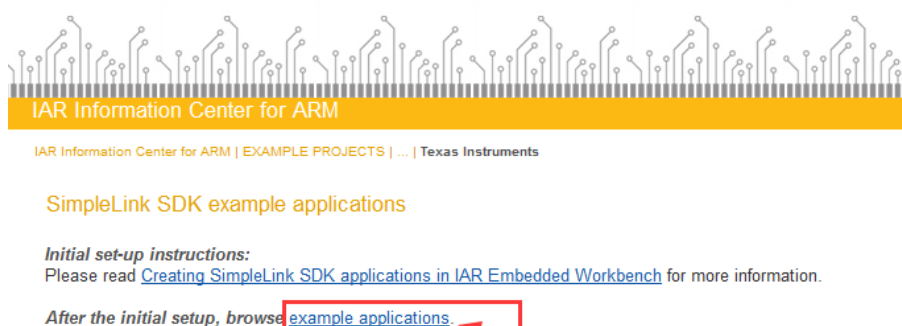 IAR Information Center for ARM
IAR Information Center for ARM | EXAMPLE PROJECTS | ... | Texas Instruments
SimpleLink SDK example applications
Initial set-up instructions:
Please read Creating SimpleLink SDK applications in IAR Embedded Workbench for more information.
After the initial setup, browse example applications.